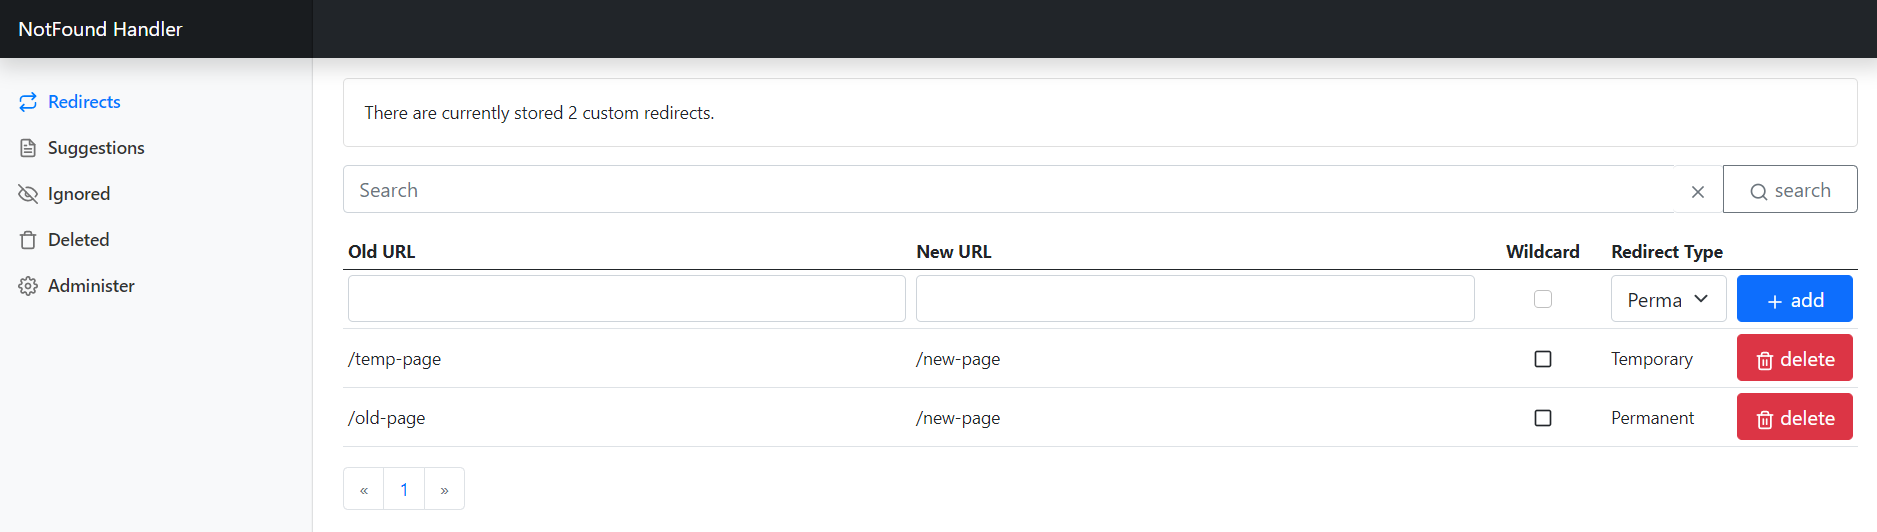 NotFound Handler
Redirects
Suggestions
Ignored
Deleted
Administer
There are currently stored 2 custom redirects.
Search × search
Old URL New URL Wildcard Redirect Type
Perma + add
/temp-page /new-page Temporary delete
/old-page /new-page Permanent delete
« 1 »